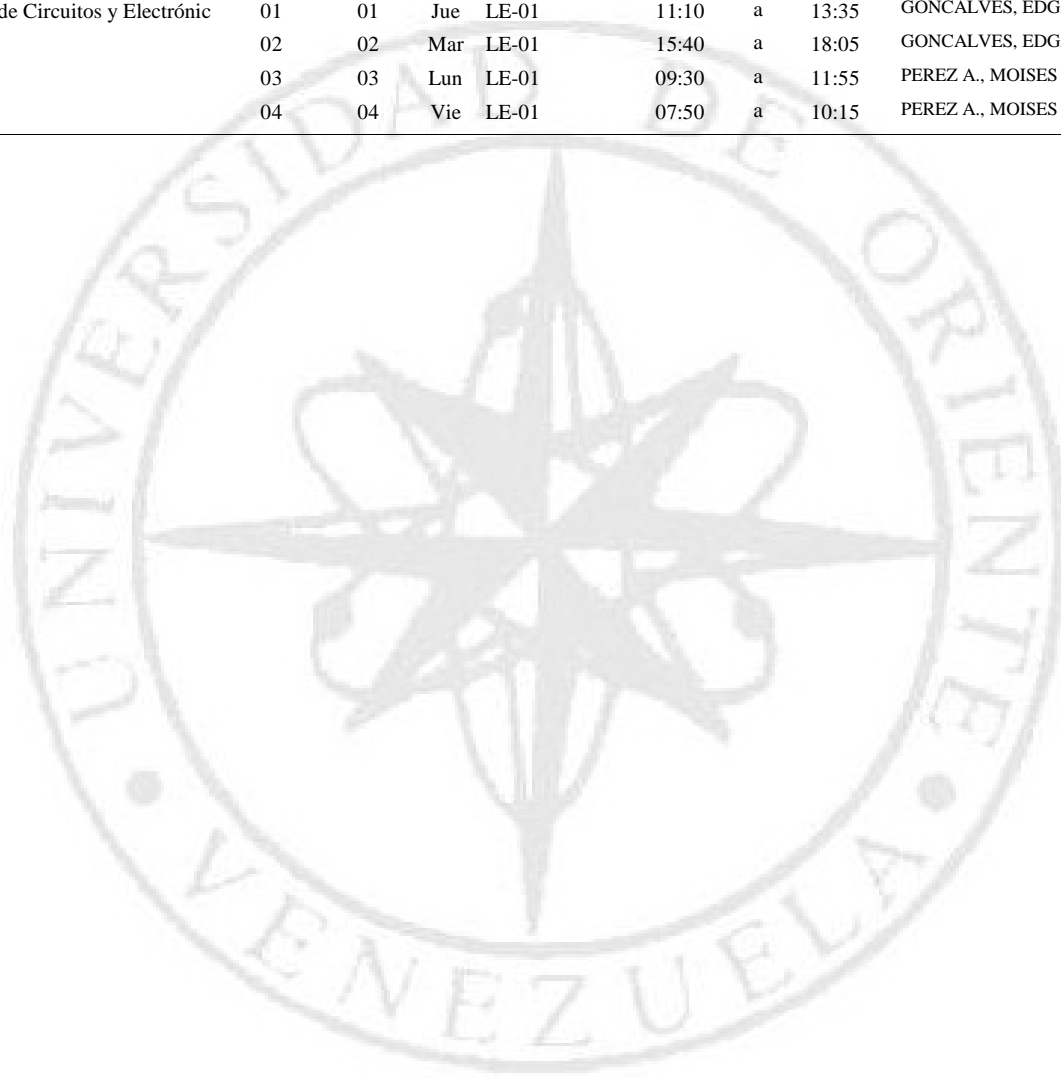 de Circuitos y Electrónic 01 01 Jue LE-01 11:10 a 13:35 GONCALVES, EDG
02 02 Mar LE-01 15:40 a 18:05 GONCALVES, EDG
03 03 Lun LE-01 09:30 a 11:55 PEREZ A., MOISES
04 04 Vie LE-01 07:50 a 10:15 PEREZ A., MOISES
UNIVERSIDAD DE ORIENTE
• VENEZUELA •